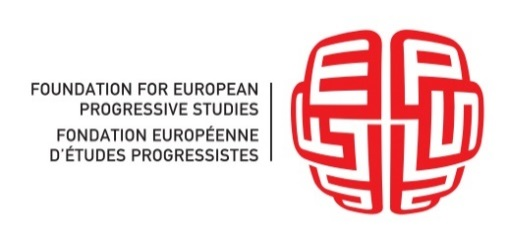 FOUNDATION FOR EUROPEAN
PROGRESSIVE STUDIES
FONDATION EUROPÉENNE
D'ÉTUDES PROGRESSISTES